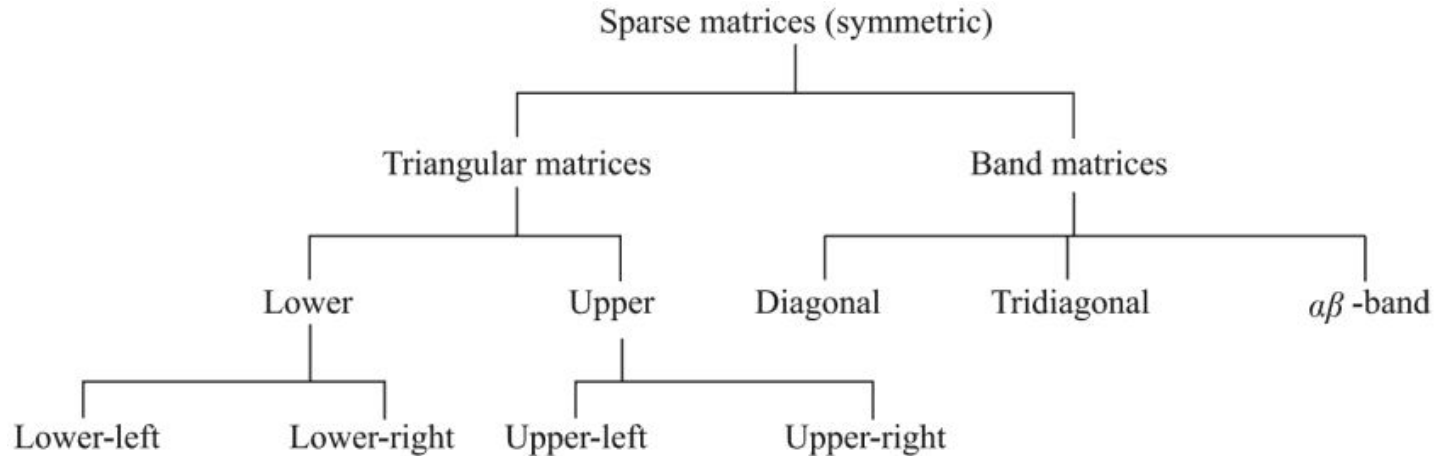 Sparse matrices (symmetric)
Triangular matrices Band matrices
Lower Upper Diagonal Tridiagonal αβ -band
Lower-left Lower-right Upper-left Upper-right